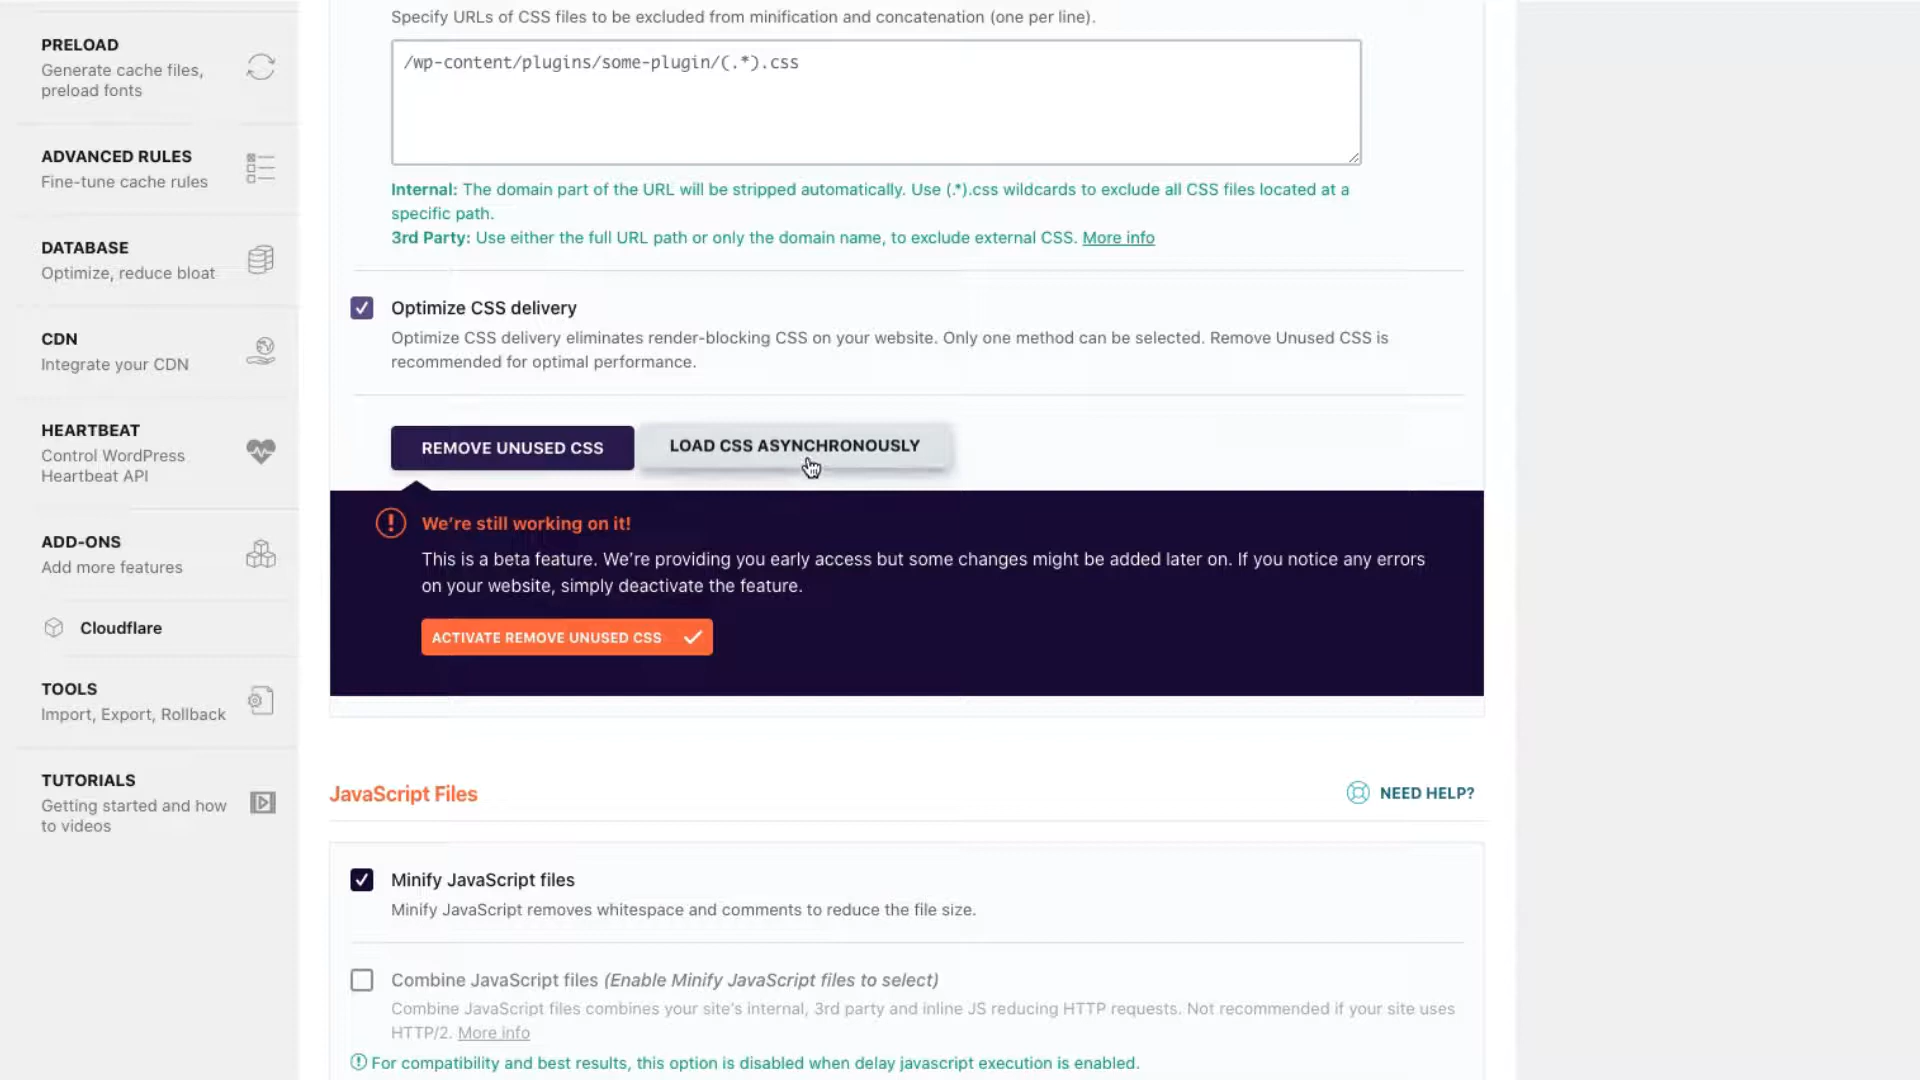 PRELOAD
Generate cache files,
preload fonts
ADVANCED RULES
Fine-tune cache rules
DATABASE
Optimize, reduce bloat
CDN
Integrate your CDN
HEARTBEAT
Control WordPress
Heartbeat API
ADD-ONS
Add more features
Cloudflare
TOOLS
Import, Export, Rollback
TUTORIALS
Getting started and how
to videos
Specify URLs of CSS files to be excluded from minification and concatenation (one per line).
/wp-content/plugins/some-plugin/(.*).css
Internal: The domain part of the URL will be stripped automatically. Use (.*).css wildcards to exclude all CSS files located at a
specific path.
3rd Party: Use either the full URL path or only the domain name, to exclude external CSS. More info
Optimize CSS delivery
Optimize CSS delivery eliminates render-blocking CSS on your website. Only one method can be selected. Remove Unused CSS is
recommended for optimal performance.
REMOVE UNUSED CSS
LOAD CSS ASYNCHRONOUSLY
We're still working on it!
This is a beta feature. We're providing you early access but some changes might be added later on. If you notice any errors
on your website, simply deactivate the feature.
ACTIVATE REMOVE UNUSED CSS
JavaScript Files
NEED HELP?
Minify JavaScript files
Minify JavaScript removes whitespace and comments to reduce the file size.
Combine JavaScript files (Enable Minify JavaScript files to select)
Combine JavaScript files combines your site's internal, 3rd party and inline JS reducing HTTP requests. Not recommended if your site uses
HTTP/2. More info
For compatibility and best results, this option is disabled when delay javascript execution is enabled.